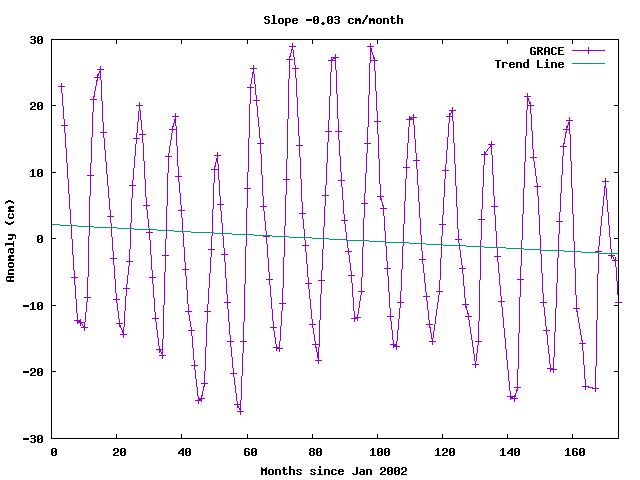 Slope -0.03 cm/month
30
GRACE
Trend Line
20
10
0
-10
-20
-30
Anomaly (cm)
0 20 40 60 80 100 120 140 160
Months since Jan 2002